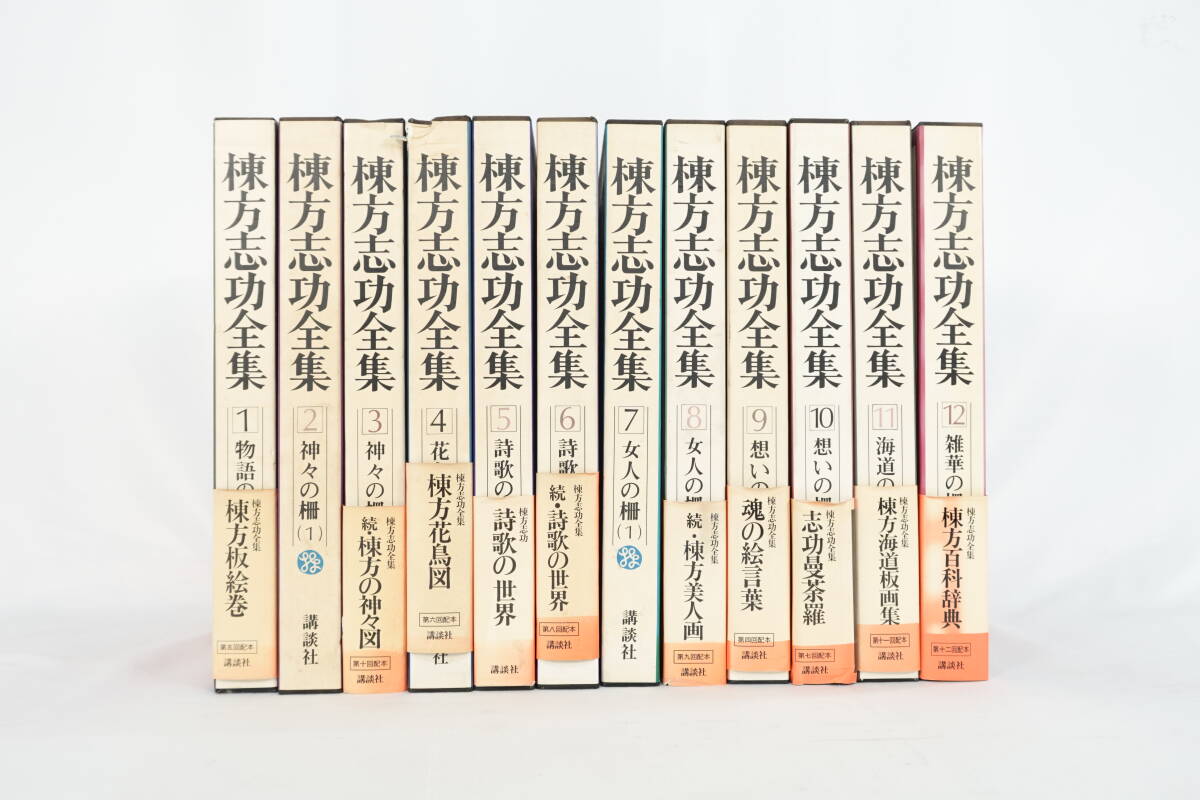 棟方志功全集
1
物語の
棟方志功全集
棟方板絵巻
第五回配本
講談社
棟方志功全集
2
神々の柵(1)
講談社
棟方志功全集
3
神々の柵
棟方志功全集
続・棟方の神々図
第十回配本
講談社
棟方志功全集
4
花
棟方志功全集
棟方花鳥図
第六回配本
講談社
社
棟方志功全集
5
詩歌の
棟方志功
詩歌の世界
講談社
棟方志功全集
6
詩歌
棟方志功全集
続・詩歌の世界
第八回配本
講談社
棟方志功全集
7
女人の柵(1)
講談社
棟方志功全集
8
女人の柵
棟方志功全集
続・棟方美人画
第九回配本
講談社
棟方志功全集
9
想いの
棟方志功全集
魂の絵言葉
第四回配本
講談社
棟方志功全集
10
想いの柵
棟方志功全集
志功曼荼羅
第七回配本
講談社
棟方志功全集
11
海道の
棟方志功全集
棟方海道板画集
第十一回配本
講談社
棟方志功全集
12
雑華の柵
棟方志功全集
棟方百科辞典
第十二回配本
講談社